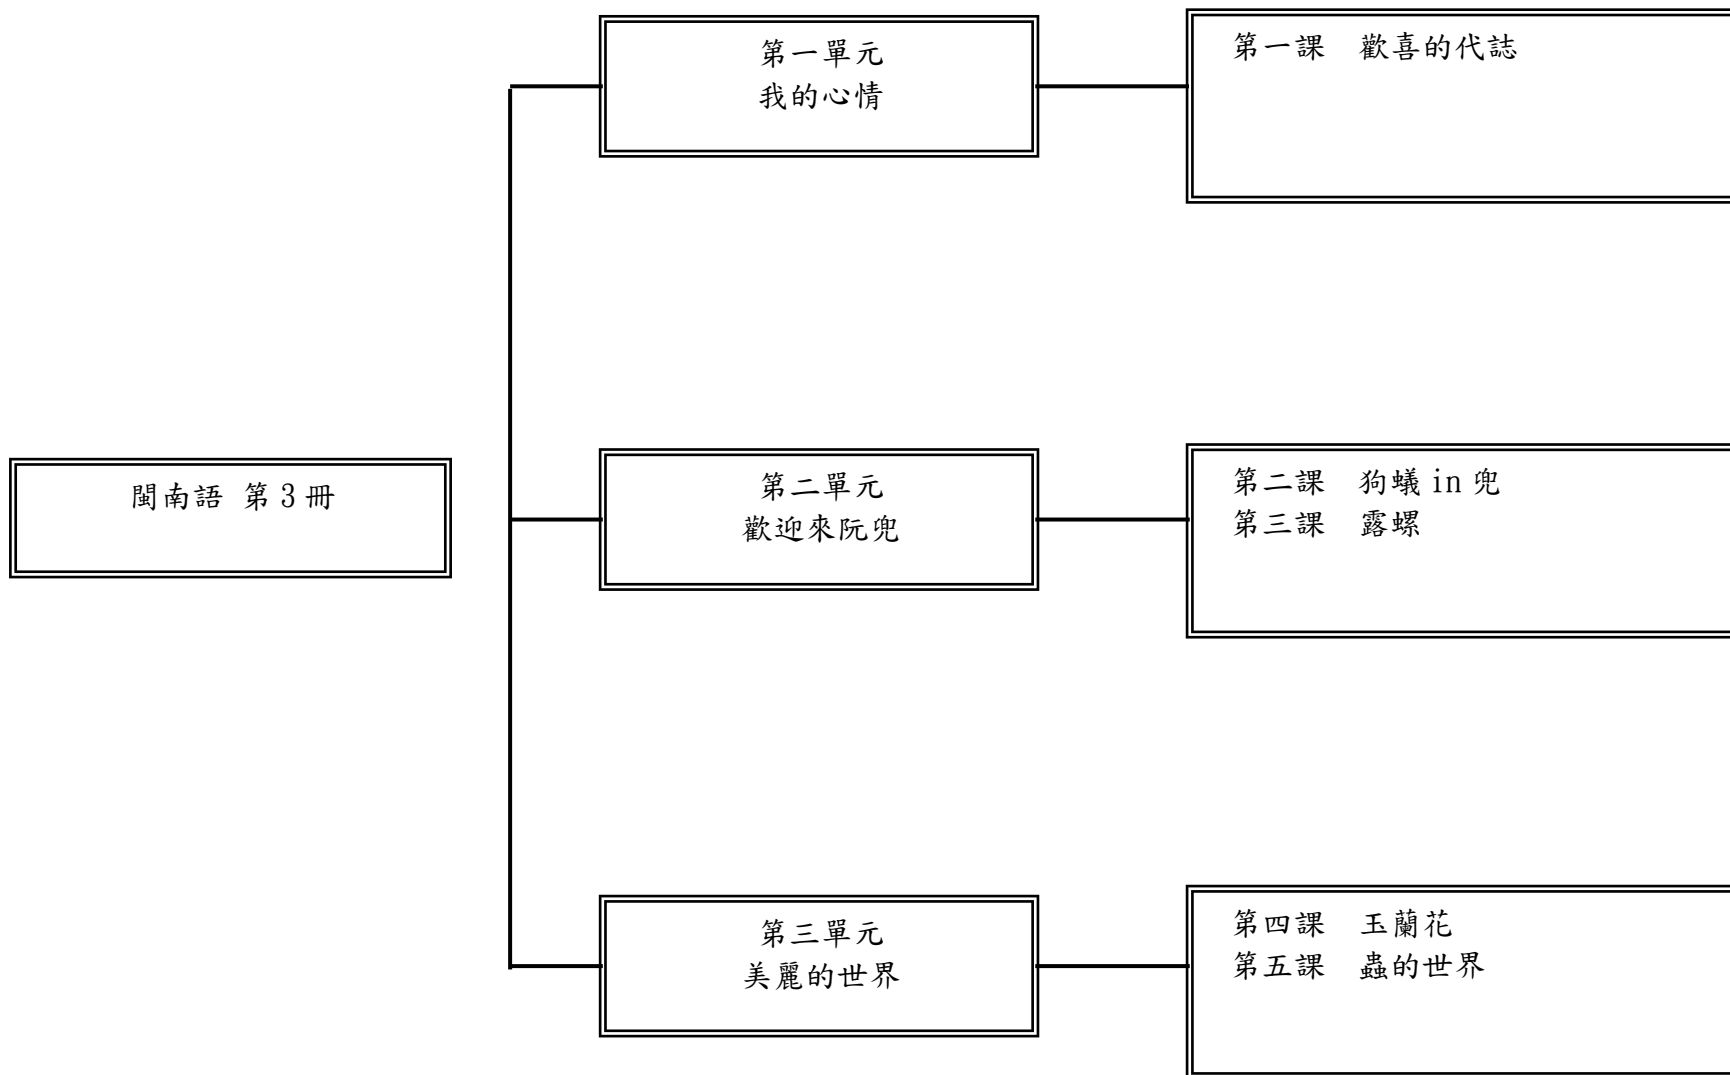 閩南語 第3冊
第一單元
我的心情
第一課 歡喜的代誌
第二單元
歡迎來阮兜
第二課 狗蟻 in 兜
第三課 露螺
第三單元
美麗的世界
第四課 玉蘭花
第五課 蟲的世界